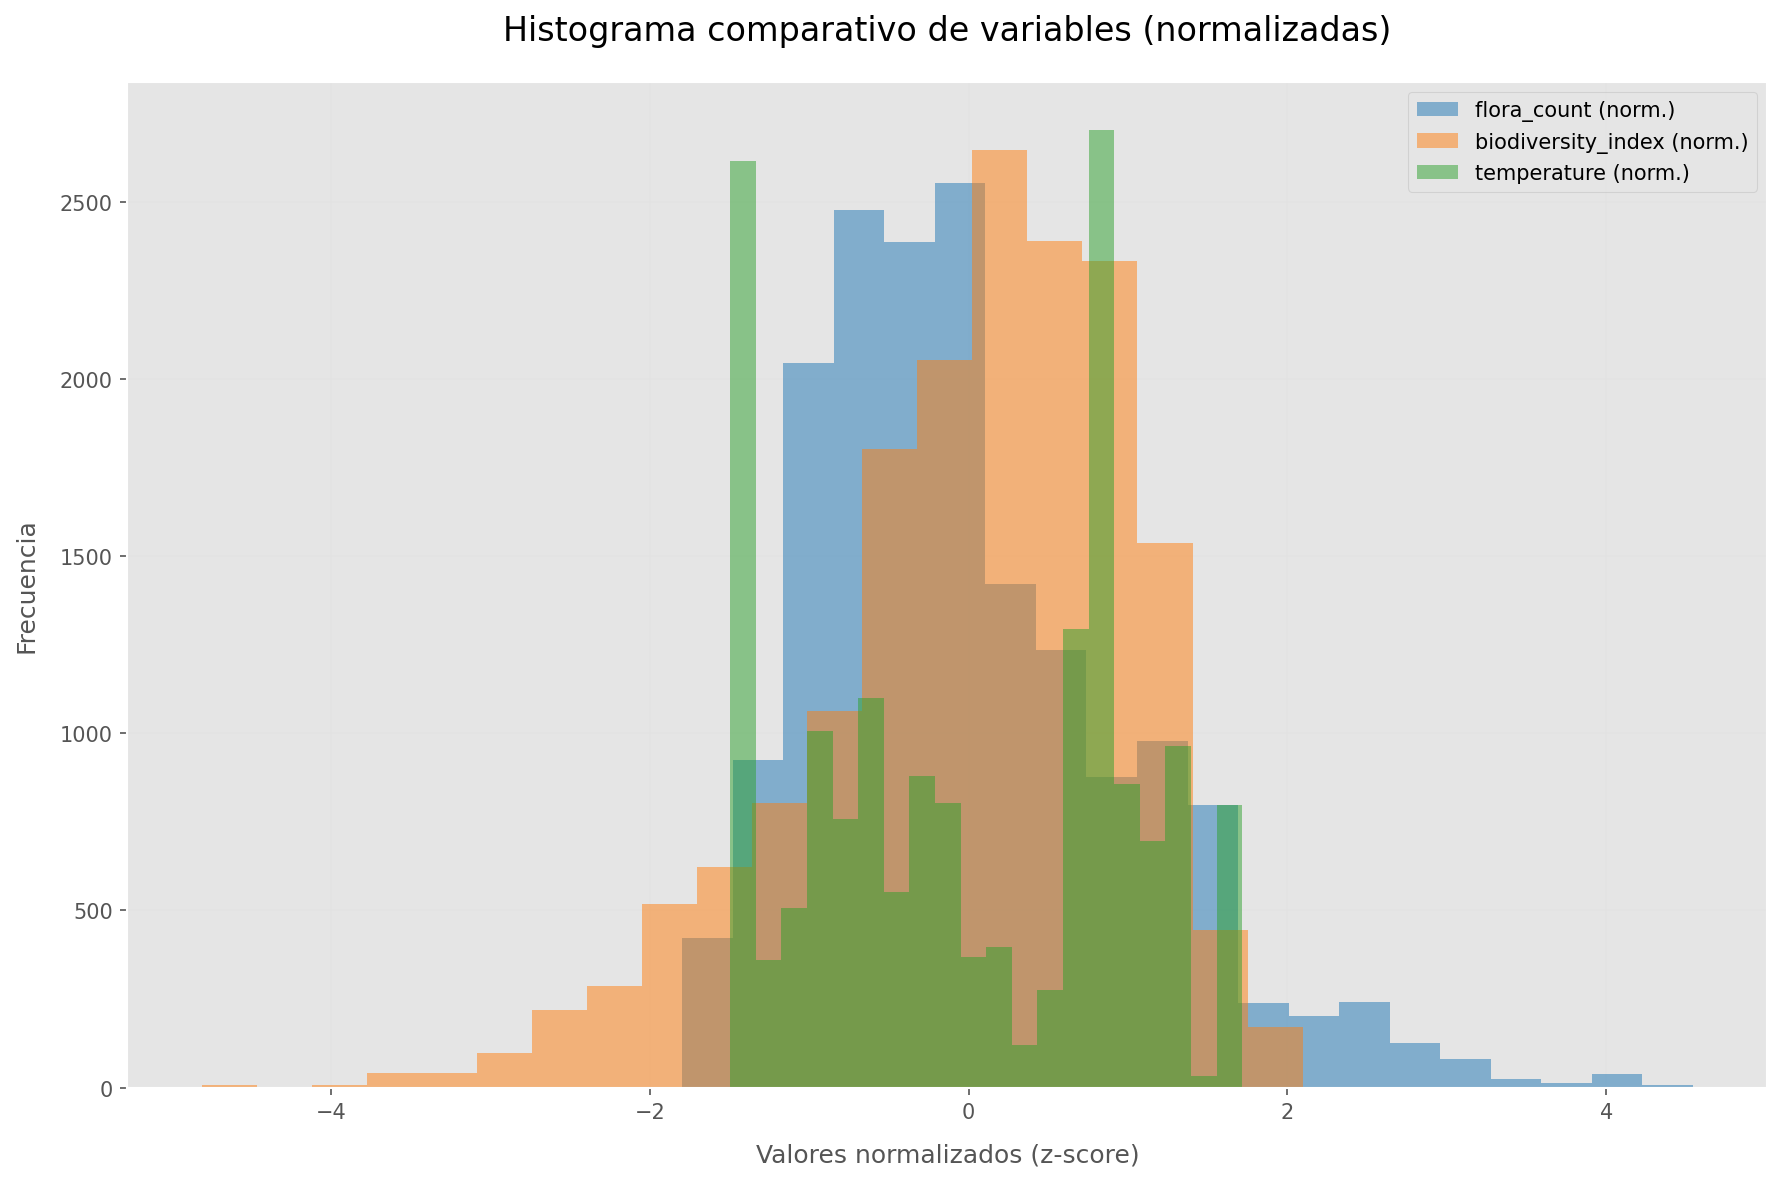 Histograma comparativo de variables (normalizadas)
flora_count (norm.)
biodiversity_index (norm.)
temperature (norm.)
2500
2000
1500
1000
500
0
Frecuencia
−4
−2
0
2
4
Valores normalizados (z-score)